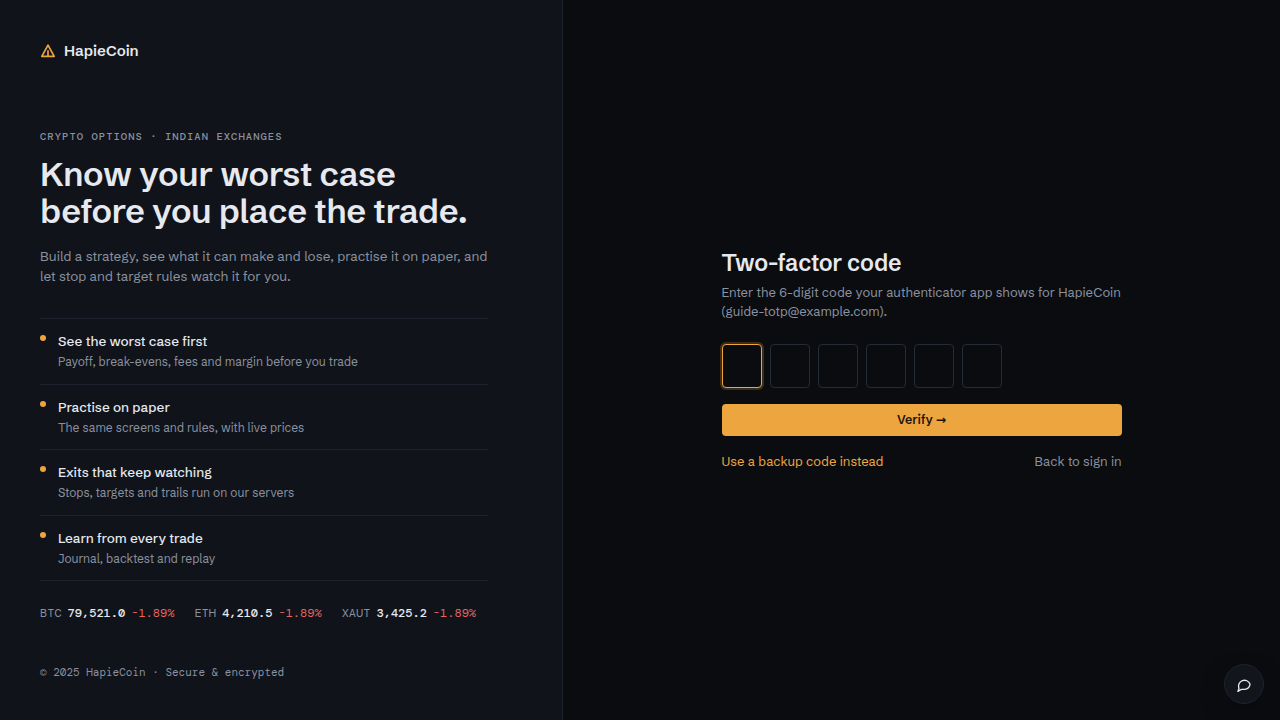 HapieCoin
CRYPTO OPTIONS · INDIAN EXCHANGES
Know your worst case
before you place the trade.
Build a strategy, see what it can make and lose, practise it on paper, and
let stop and target rules watch it for you.
See the worst case first
Payoff, break-evens, fees and margin before you trade
Practise on paper
The same screens and rules, with live prices
Exits that keep watching
Stops, targets and trails run on our servers
Learn from every trade
Journal, backtest and replay
BTC 79,521.0 -1.89% ETH 4,210.5 -1.89% XAUT 3,425.2 -1.89%
© 2025 HapieCoin · Secure & encrypted
Two-factor code
Enter the 6-digit code your authenticator app shows for HapieCoin
(guide-totp@example.com).
Verify →
Use a backup code instead Back to sign in